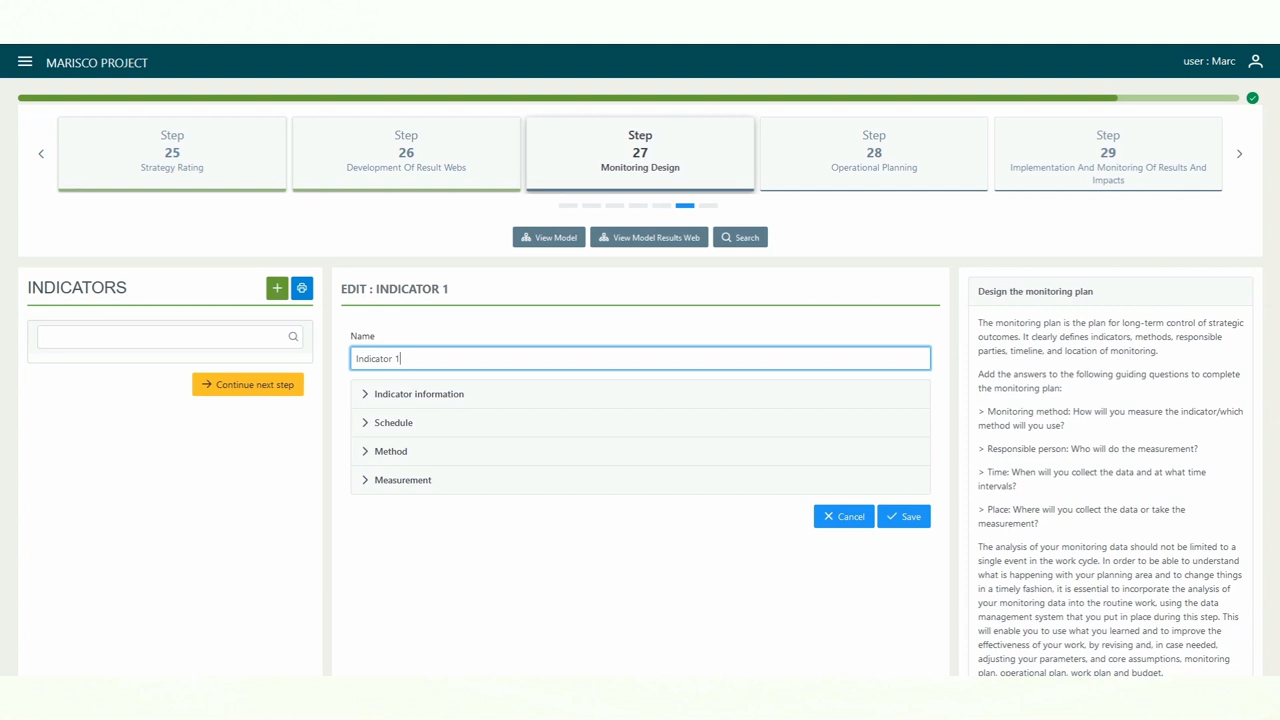 MARISCO PROJECT
user : Marc
Step
25
Strategy Rating
Step
26
Development Of Result Webs
Step
27
Monitoring Design
Step
28
Operational Planning
Step
29
Implementation And Monitoring Of Results And
Impacts
View Model
View Model Results Web
Search
INDICATORS
Continue next step
EDIT : INDICATOR 1
Name
Indicator 1
Indicator information
Schedule
Method
Measurement
Cancel
Save
Design the monitoring plan
The monitoring plan is the plan for long-term control of strategic
outcomes. It clearly defines indicators, methods, responsible
parties, timeline, and location of monitoring.
Add the answers to the following guiding questions to complete
the monitoring plan:
> Monitoring method: How will you measure the indicator/which
method will you use?
> Responsible person: Who will do the measurement?
> Time: When will you collect the data and at what time
intervals?
> Place: Where will you collect the data or take the
measurement?
The analysis of your monitoring data should not be limited to a
single event in the work cycle. In order to be able to understand
what is happening with your planning area and to change things
in a timely fashion, it is essential to incorporate the analysis of
your monitoring data into the routine work, using the data
management system that you put in place during this step. This
will enable you to use what you learned and to improve the
effectiveness of your work, by revising and, in case needed,
adjusting your parameters, and core assumptions, monitoring
plan, operational plan, work plan and budget.